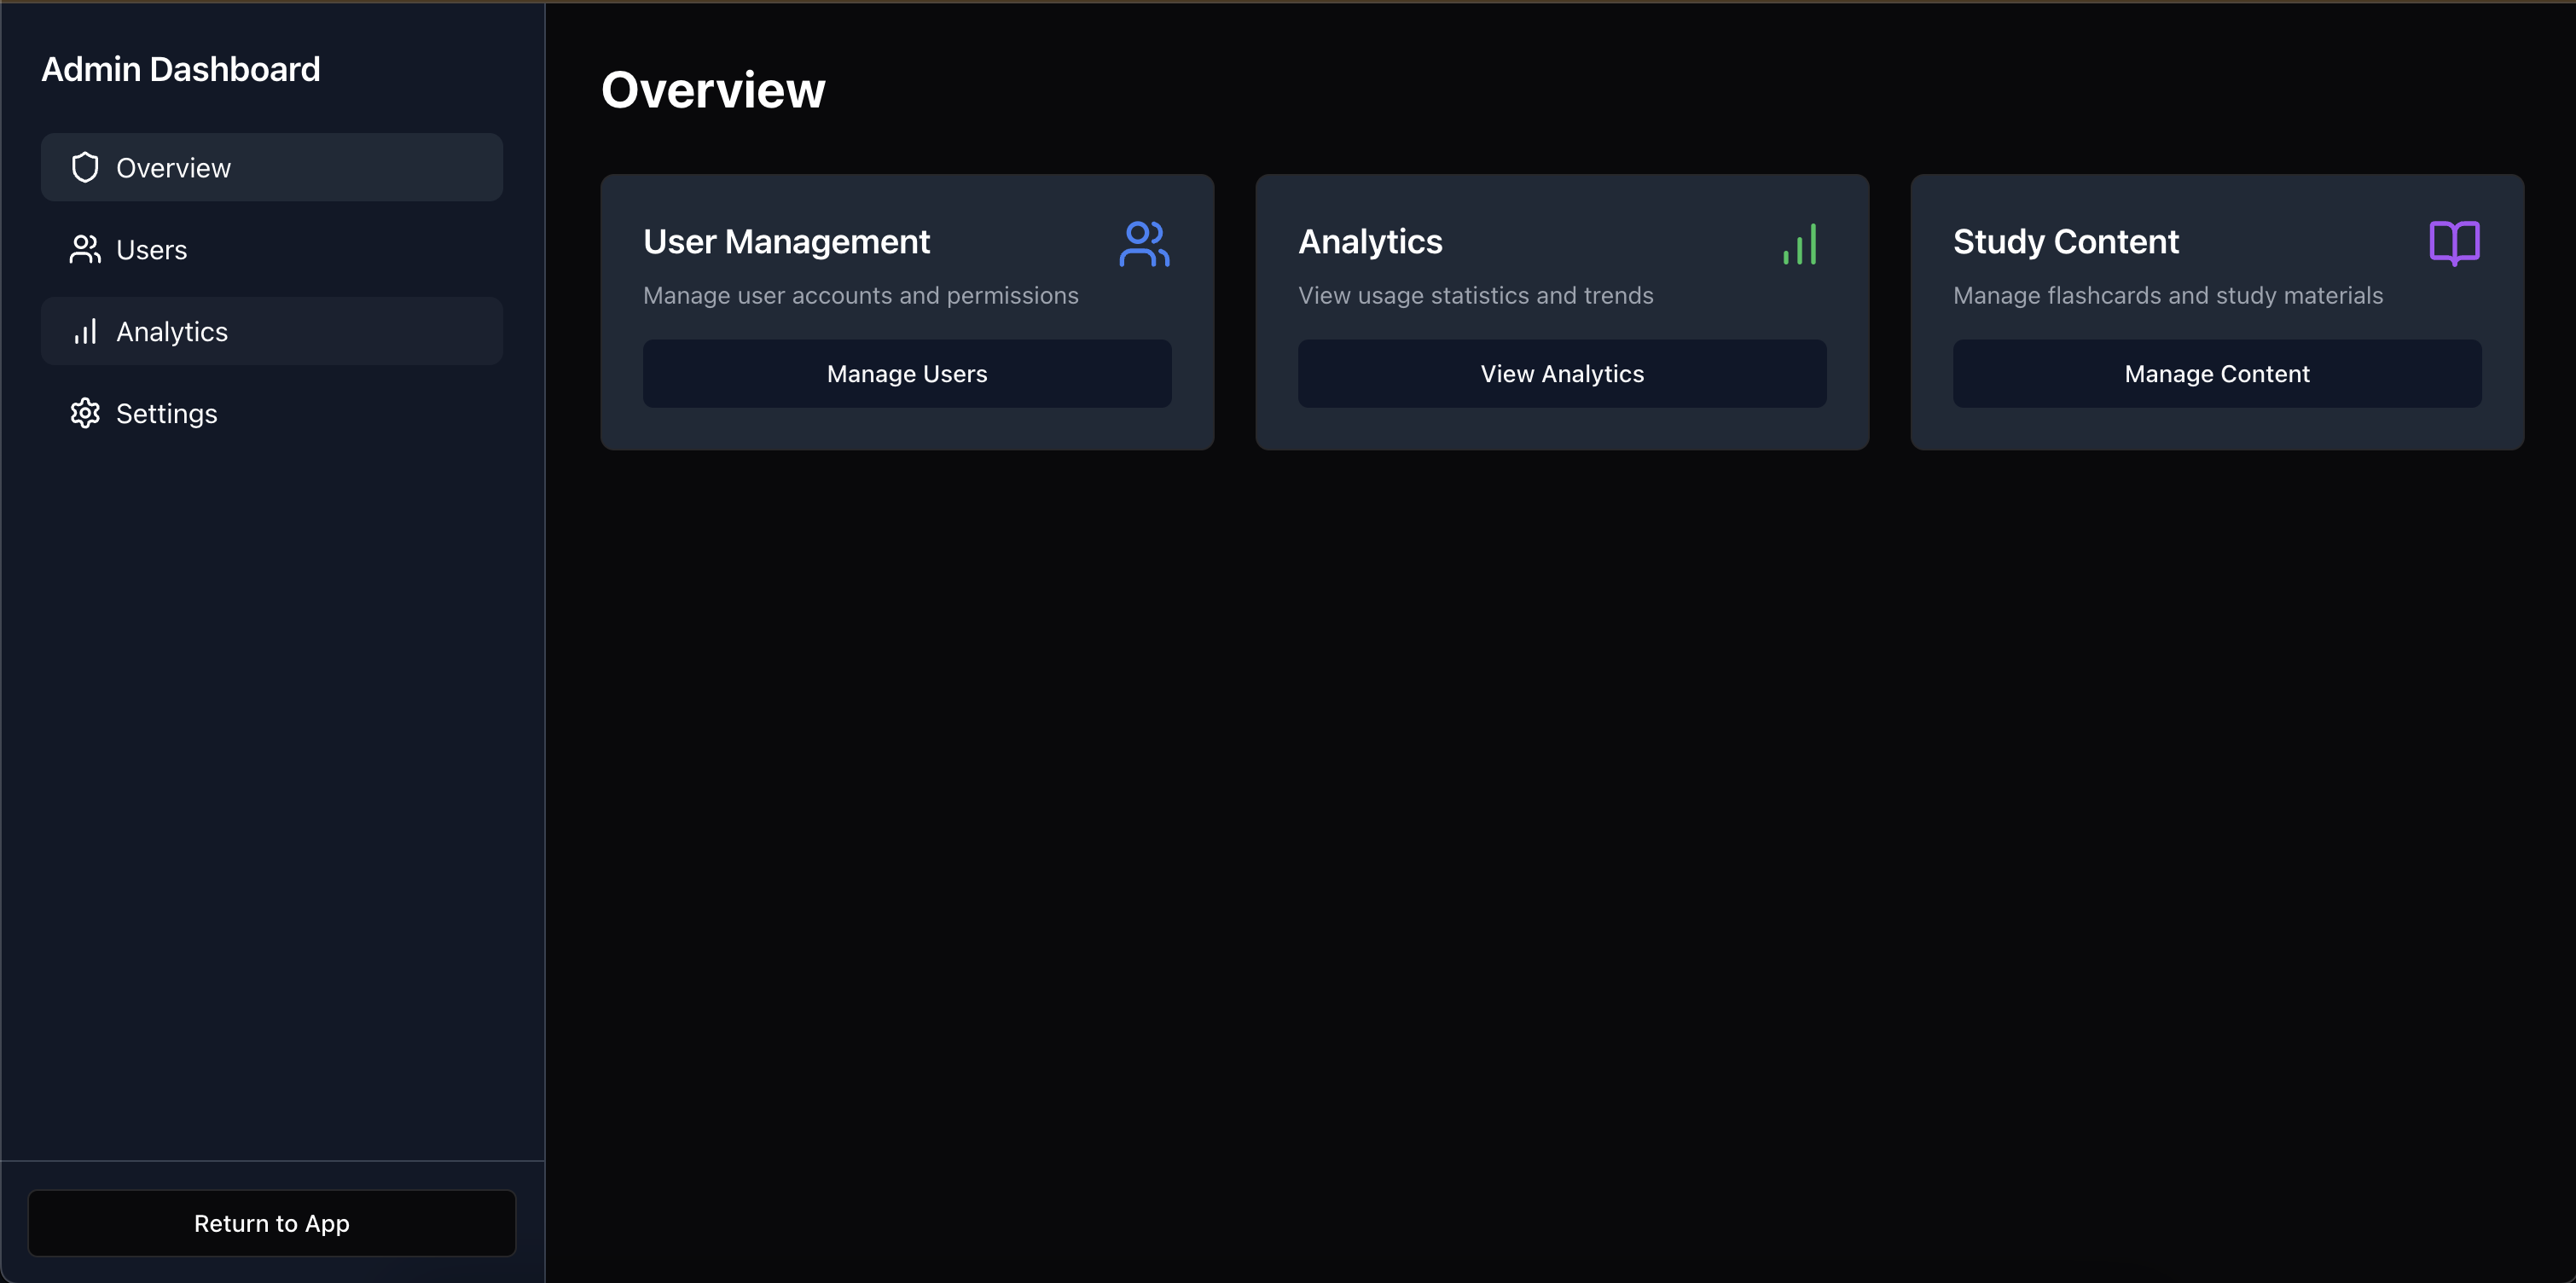 Admin Dashboard
Overview
Users
Analytics
Settings
Return to App
Overview
User Management
Manage user accounts and permissions
Manage Users
Analytics
View usage statistics and trends
View Analytics
Study Content
Manage flashcards and study materials
Manage Content